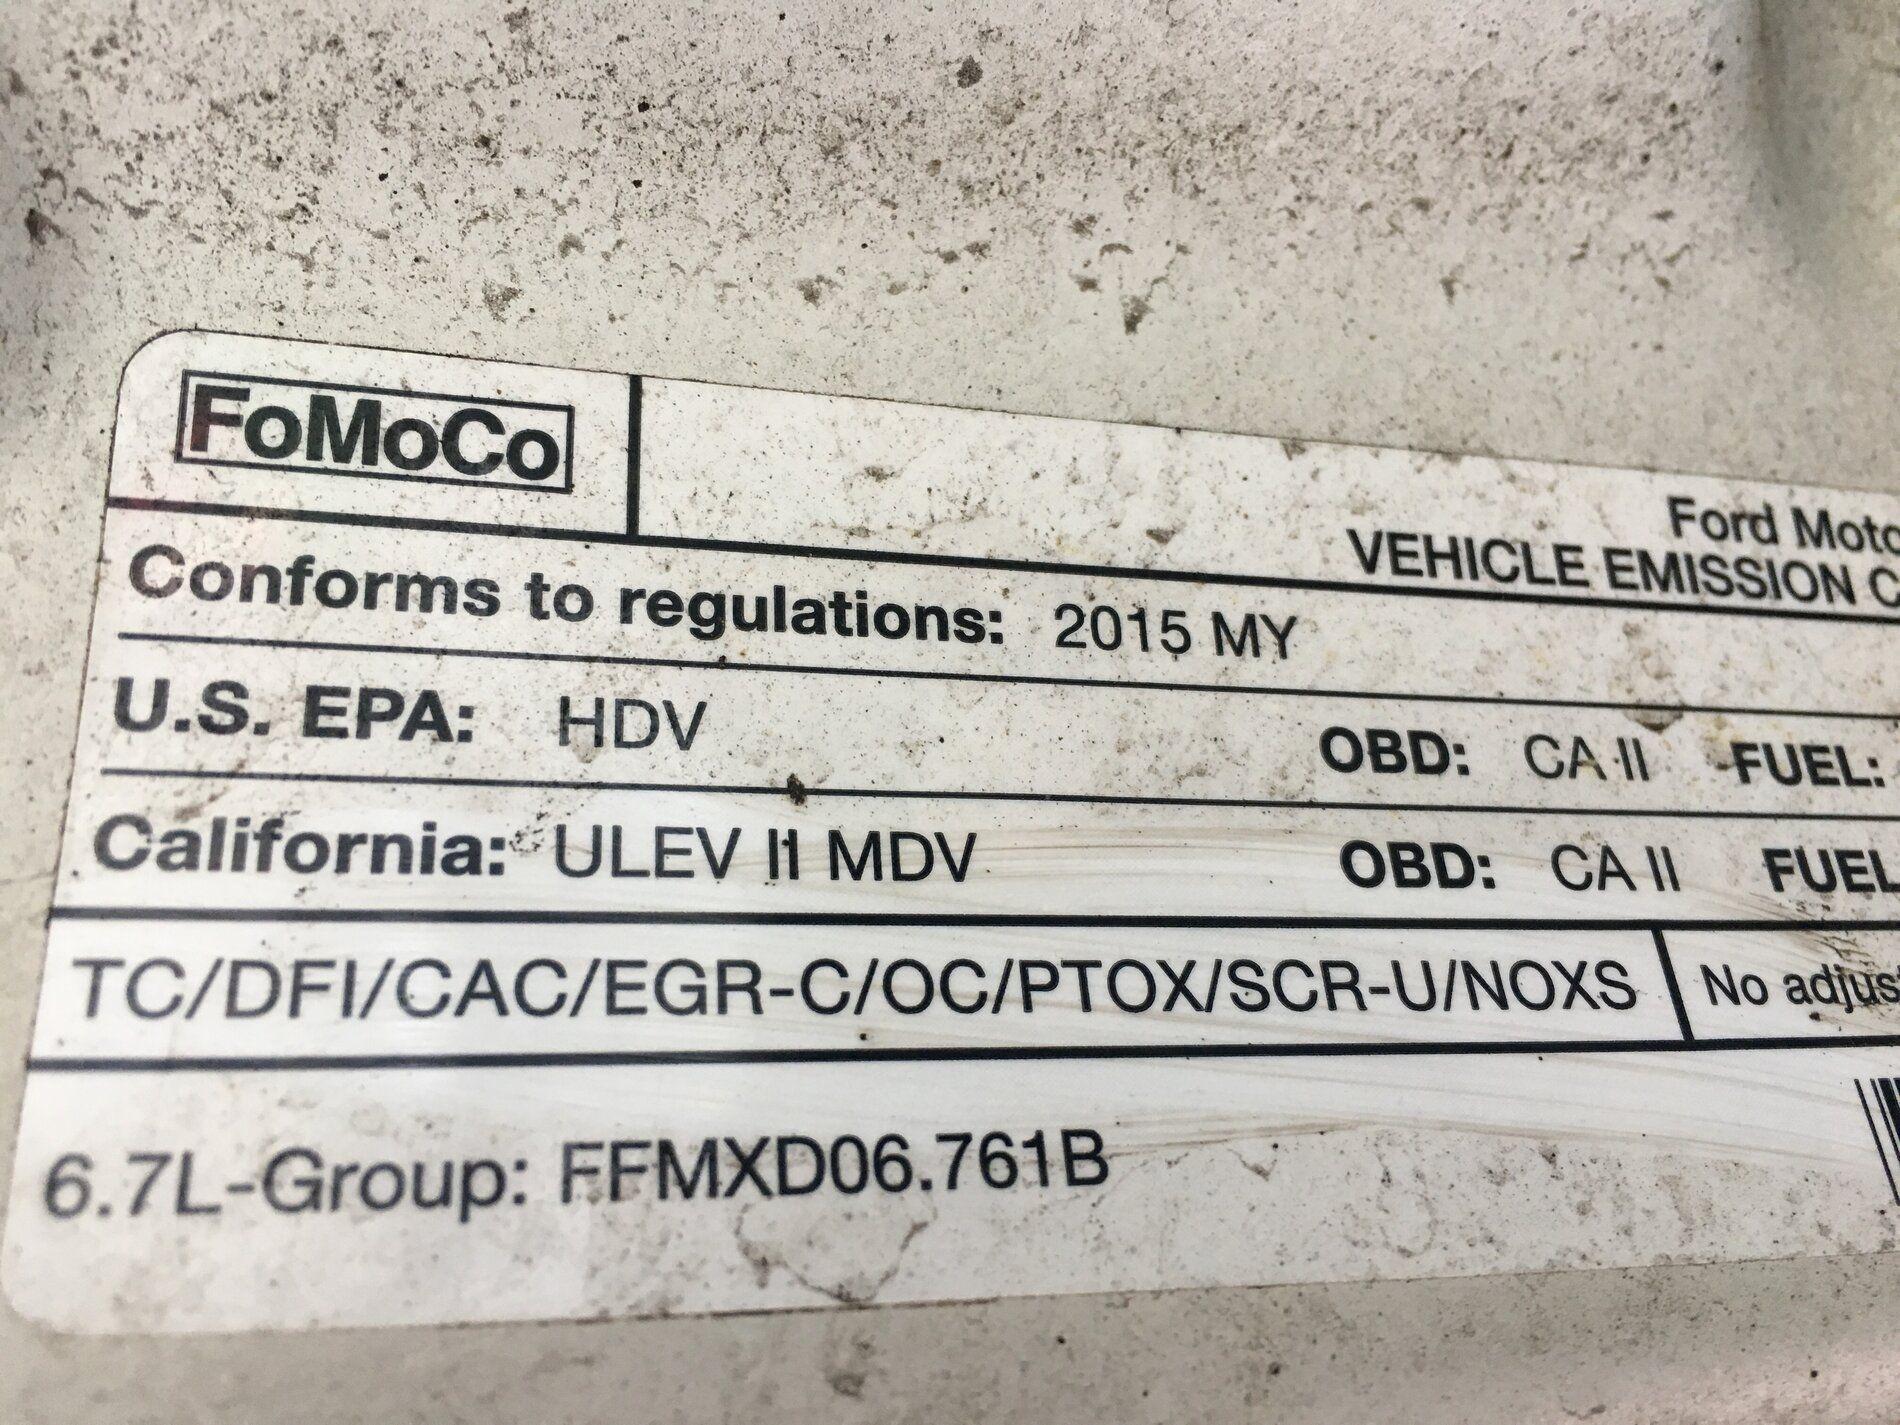 FoMoCo
Ford Moto
VEHICLE EMISSION C
Conforms to regulations: 2015 MY
U.S. EPA: HDV OBD: CA II FUEL:
California: ULEV II MDV OBD: CA II FUEL
TC/DFI/CAC/EGR-C/OC/PTOX/SCR-U/NOXS No adjus
6.7L-Group: FFMXD06.761B